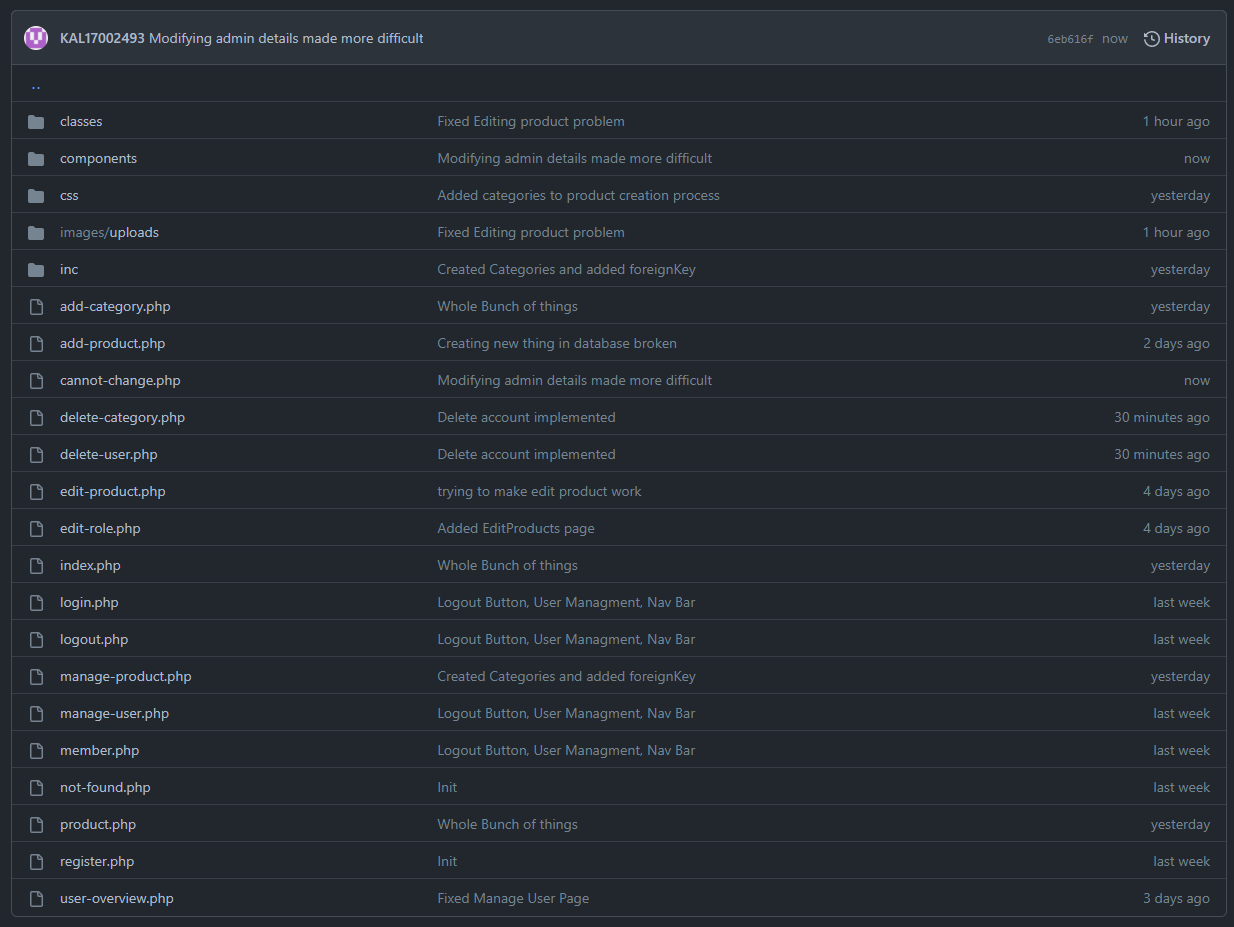 KAL17002493 Modifying admin details made more difficult 6eb616f now History
..
classes Fixed Editing product problem 1 hour ago
components Modifying admin details made more difficult now
css Added categories to product creation process yesterday
images/uploads Fixed Editing product problem 1 hour ago
inc Created Categories and added foreignKey yesterday
add-category.php Whole Bunch of things yesterday
add-product.php Creating new thing in database broken 2 days ago
cannot-change.php Modifying admin details made more difficult now
delete-category.php Delete account implemented 30 minutes ago
delete-user.php Delete account implemented 30 minutes ago
edit-product.php trying to make edit product work 4 days ago
edit-role.php Added EditProducts page 4 days ago
index.php Whole Bunch of things yesterday
login.php Logout Button, User Managment, Nav Bar last week
logout.php Logout Button, User Managment, Nav Bar last week
manage-product.php Created Categories and added foreignKey yesterday
manage-user.php Logout Button, User Managment, Nav Bar last week
member.php Logout Button, User Managment, Nav Bar last week
not-found.php Init last week
product.php Whole Bunch of things yesterday
register.php Init last week
user-overview.php Fixed Manage User Page 3 days ago